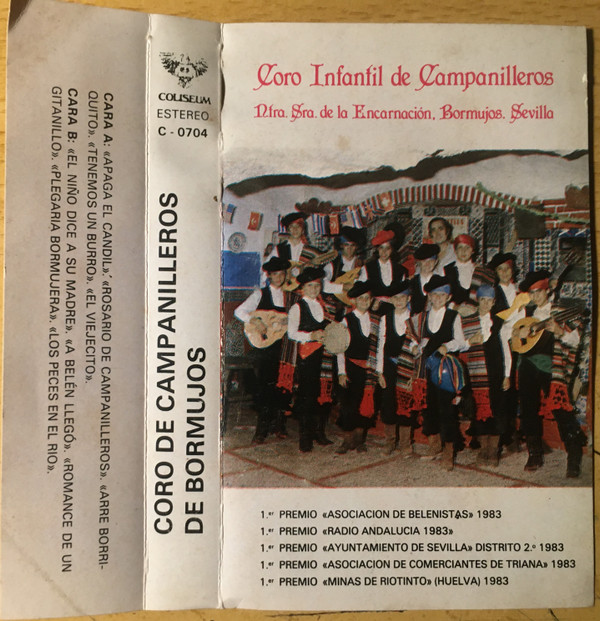 CARA A: «APAGA EL CANDIL», «ROSARIO DE CAMPANILLEROS». «ARRE BORRI-
QUITO». «TENEMOS UN BURRO». «EL VIEJECITO».
CARA B: «EL NIÑO DICE A SU MADRE». «A BELÉN LLEGÓ». «ROMANCE DE UN
GITANILLO». «PLEGARIA BORMUJERA». «LOS PECES EN EL RIO».
COLISEUM
ESTEREO
C - 0704
CORO DE CAMPANILLEROS
DE BORMUJOS
Coro Infantil de Campanilleros
Ntra. Sra. de la Encarnación, Bormujos. Sevilla
1.er PREMIO «ASOCIACION DE BELENISTAS» 1983
1.er PREMIO «RADIO ANDALUCIA 1983»
1.er PREMIO «AYUNTAMIENTO DE SEVILLA» DISTRITO 2.º 1983
1.er PREMIO «ASOCIACION DE COMERCIANTES DE TRIANA» 1983
1.er PREMIO «MINAS DE RIOTINTO» (HUELVA) 1983